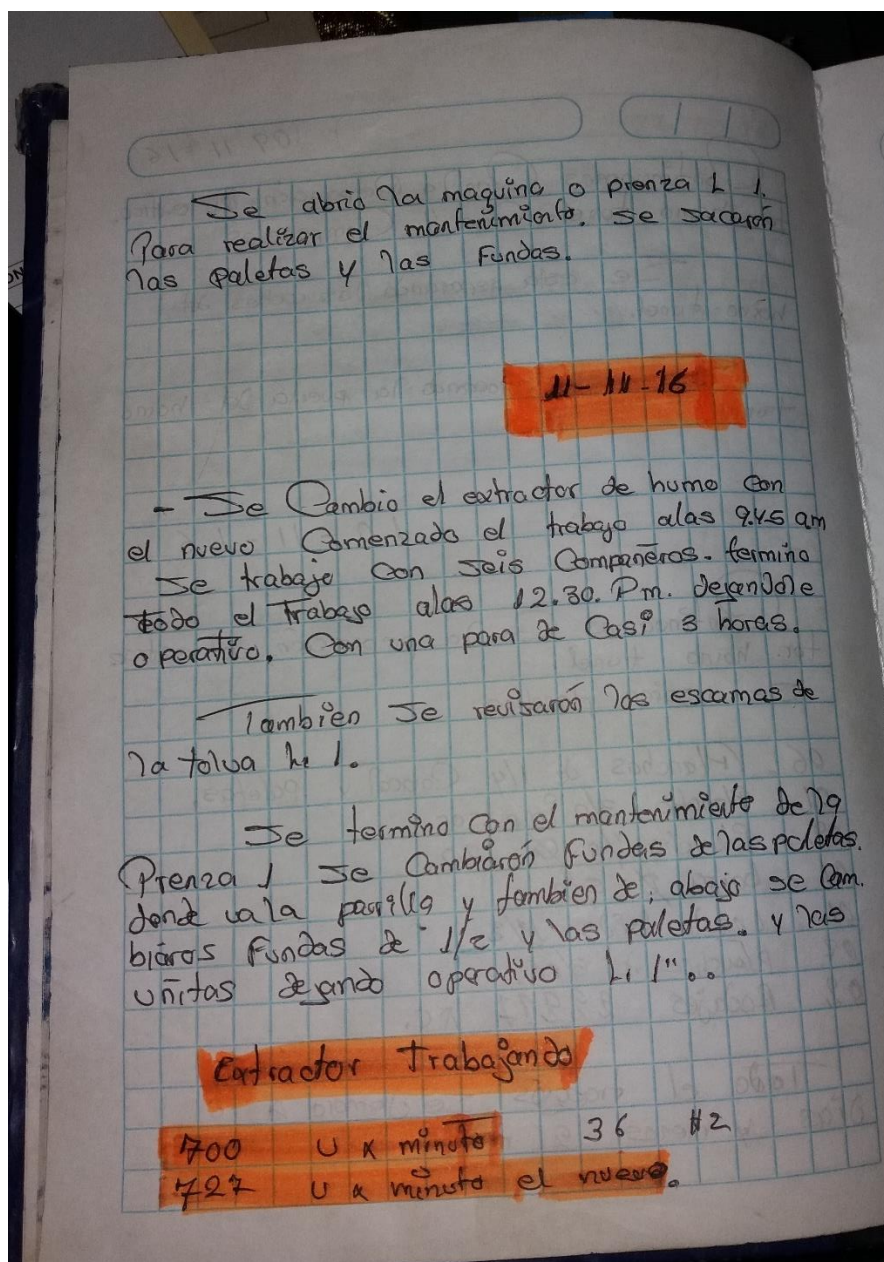 Se abrio la maquina o prenza L 1.
Para realizar el mantenimiento. se sacarón
las paletas y las Fundas.
11-11-16
- Se Cambio el extractor de humo con
el nuevo Comenzado el trabajo alas 9.45 am
se trabajo con seis Compañeros. termino
todo el Trabajo alas 12.30. Pm. dejandole
operativo. Con una para de Casi 3 horas.
Tambien se revisarón las escamas de
la tolva L 1.
Se termino con el mantenimiento de la
Prenza 1 se Cambiarón fundas de las paletas.
donde va la parrilla y tambien de, abajo se Cam.
biáros Fundas de 1/2 y las paletas. y las
uñitas dejando operativo L, 1"..
Extractor Trabajando
700 U x minuto 36 #2
727 U x minuto el nuevo.